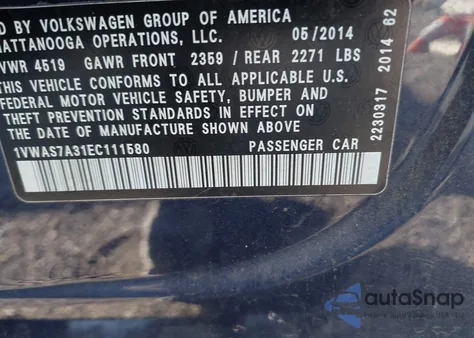 D BY VOLKSWAGEN GROUP OF AMERICA
HATTANOOGA OPERATIONS, LLC. 05/2014
VWR 4519 GAWR FRONT 2359 / REAR 2271 LBS
THIS VEHICLE CONFORMS TO ALL APPLICABLE U.S.
FEDERAL MOTOR VEHICLE SAFETY, BUMPER AND
THEFT PREVENTION STANDARDS IN EFFECT ON
THE DATE OF MANUFACTURE SHOWN ABOVE.
1VWAS7A31EC111580 PASSENGER CAR
2230317 2014 62
autoSnap